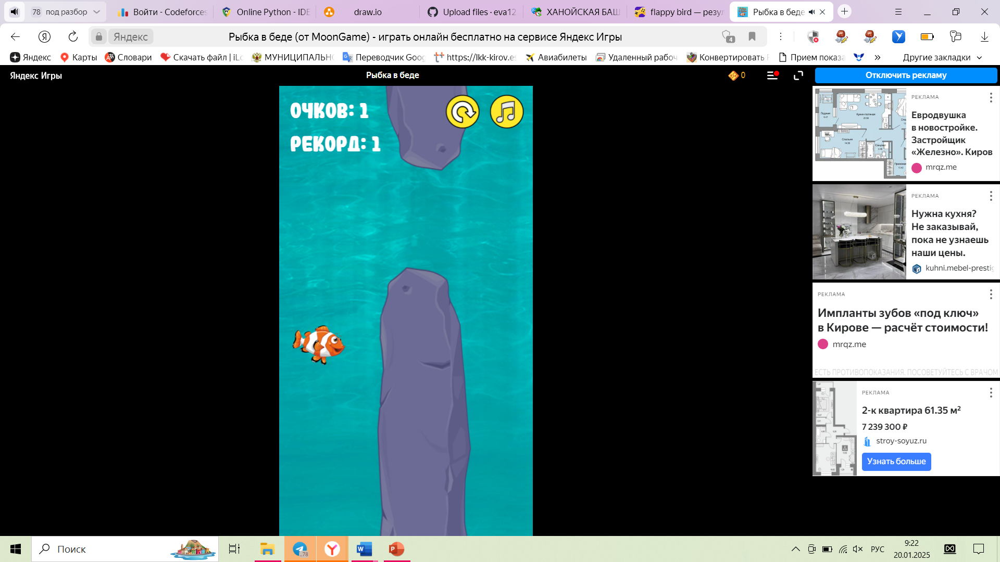 78 под разбор
Войти - Codeforces
Online Python - IDE
draw.io
Upload files · eva12
ХАНОЙСКАЯ БАШ
flappy bird — резул
Рыбка в беде
Яндекс
Рыбка в беде (от MoonGame) - играть онлайн бесплатно на сервисе Яндекс Игры
4
Яндекс
Карты
Словари
Скачать файл | iLo
МУНИЦИПАЛЬНО
Переводчик Goog
https://lkk-kirov.es
Авиабилеты
Удаленный рабоч
Конвертировать F
Прием показа
»
Другие закладки
Яндекс Игры
Рыбка в беде
0
Отключить рекламу
ОЧКОВ: 1
РЕКОРД: 1
РЕКЛАМА
Евродвушка
в новостройке.
Застройщик
«Железно». Киров
mrqz.me
РЕКЛАМА
Нужна кухня?
Не заказывай,
пока не узнаешь
наши цены.
kuhni.mebel-prestig
РЕКЛАМА
Импланты зубов «под ключ»
в Кирове — расчёт стоимости!
mrqz.me
ЕСТЬ ПРОТИВОПОКАЗАНИЯ. ПОСОВЕТУЙТЕСЬ С ВРАЧОМ
РЕКЛАМА
2-к квартира 61.35 м²
7 239 300 ₽
stroy-soyuz.ru
Узнать больше
Поиск
..78
РУС
9:22
20.01.2025